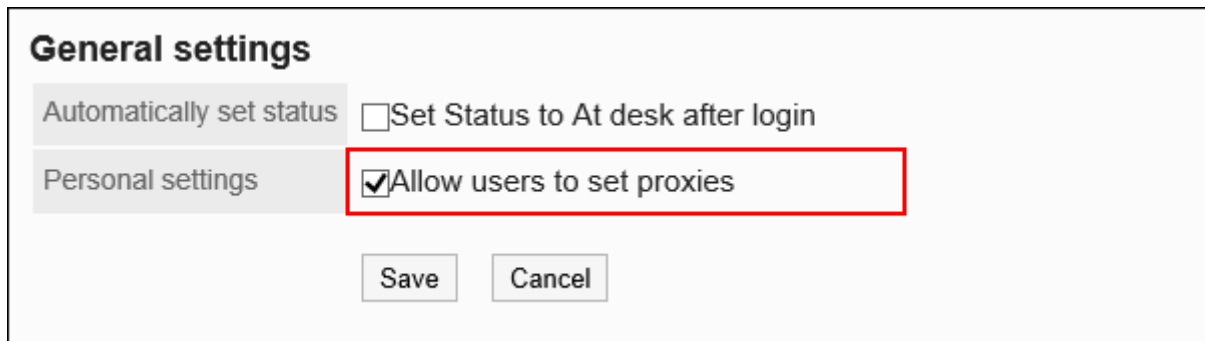 General settings
Automatically set status Set Status to At desk after login
Personal settings Allow users to set proxies
Save Cancel